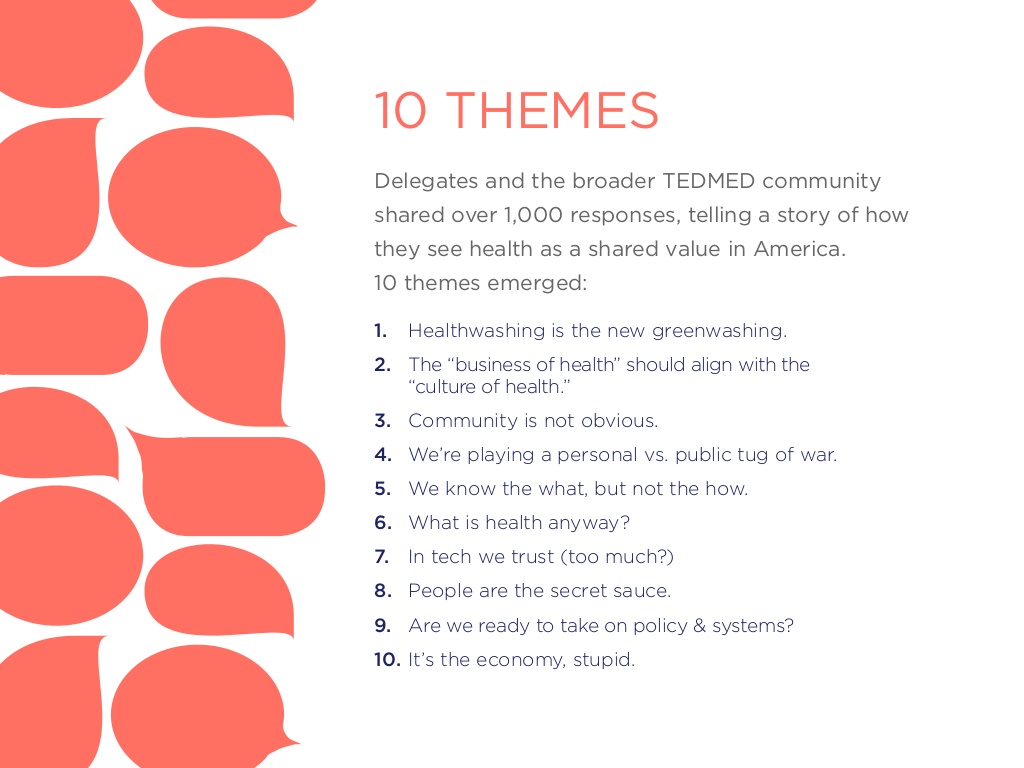 10 THEMES
Delegates and the broader TEDMED community
shared over 1,000 responses, telling a story of how
they see health as a shared value in America.
10 themes emerged:
1. Healthwashing is the new greenwashing.
2. The “business of health” should align with the
“culture of health.”
3. Community is not obvious.
4. We’re playing a personal vs. public tug of war.
5. We know the what, but not the how.
6. What is health anyway?
7. In tech we trust (too much?)
8. People are the secret sauce.
9. Are we ready to take on policy & systems?
10. It’s the economy, stupid.